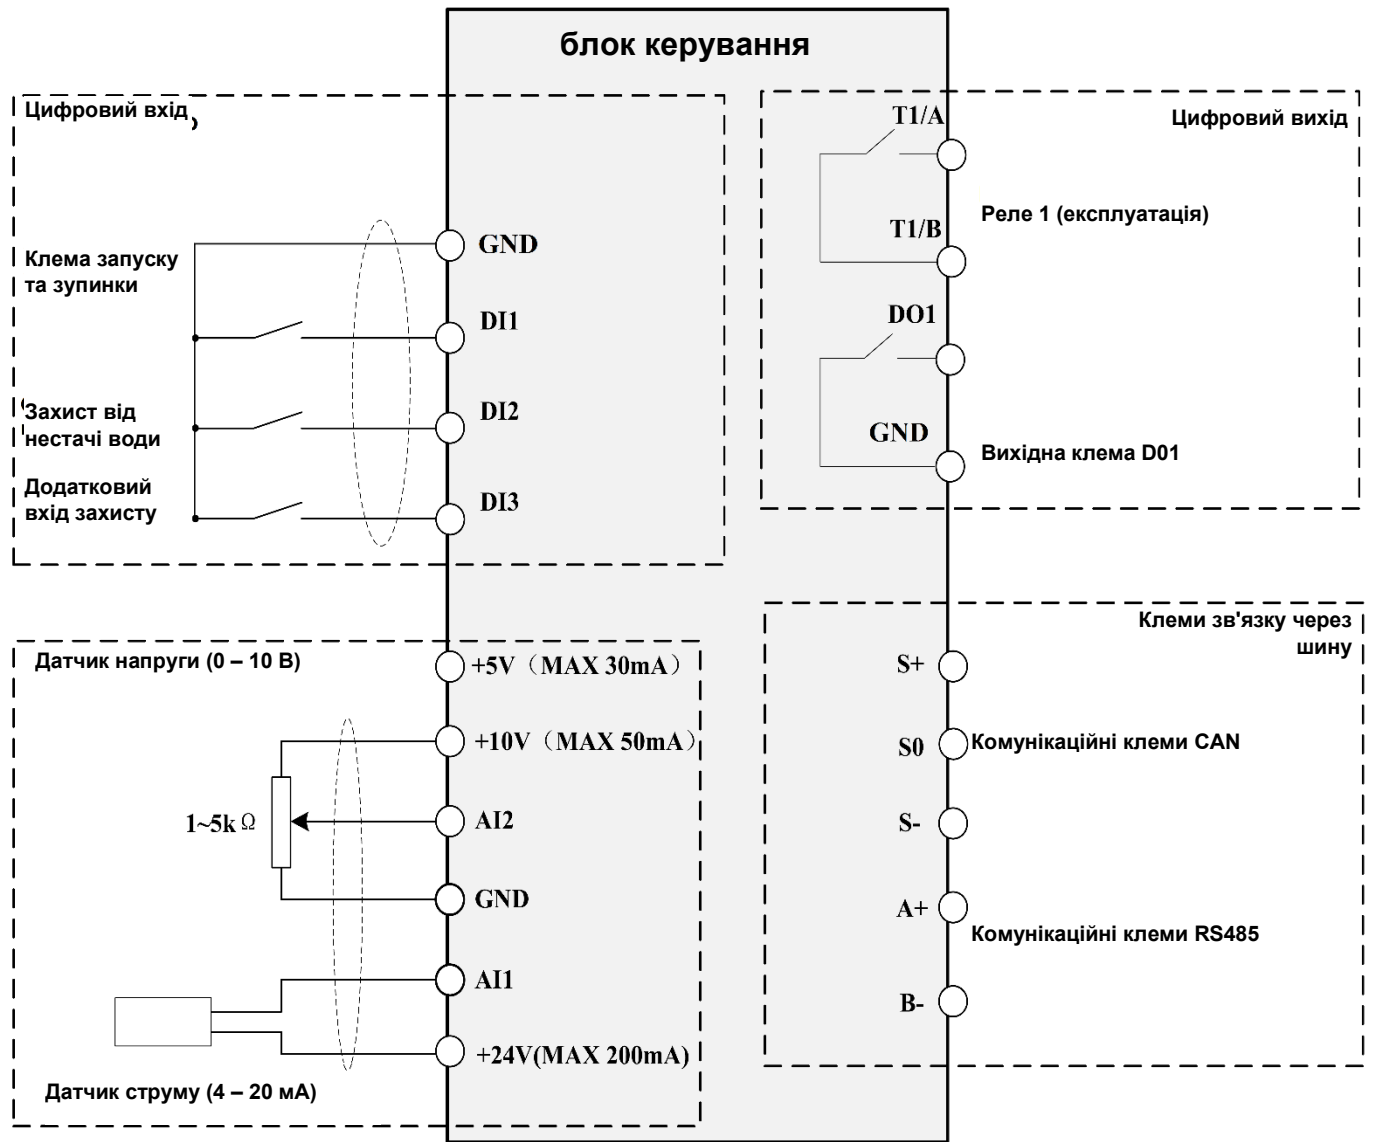 блок керування
Цифровий вхід
Клема запуску
та зупинки
Захист від
нестачі води
Додатковий
вхід захисту
GND
DI1
DI2
DI3
T1/A
Цифровий вихід
Реле 1 (експлуатація)
T1/B
DO1
GND
Вихідна клема D01
Датчик напруги (0 – 10 В)
+5V（MAX 30mA）
+10V（MAX 50mA）
1~5k Ω
AI2
GND
AI1
+24V(MAX 200mA)
Датчик струму (4 – 20 мА)
Клеми зв'язку через
шину
S+
S0
Комунікаційні клеми CAN
S-
A+
Комунікаційні клеми RS485
B-